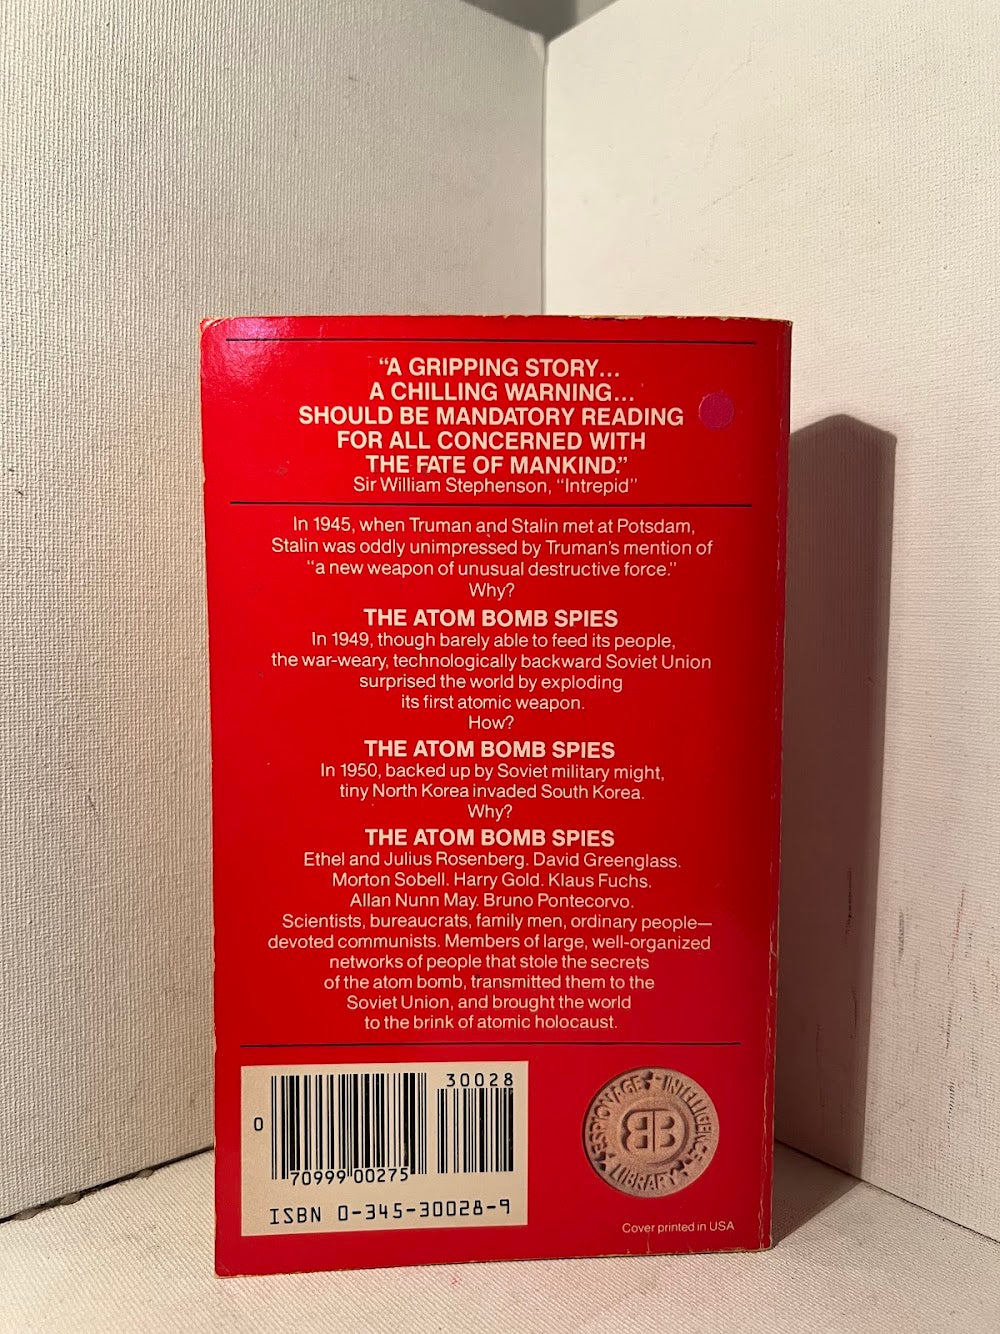 “A GRIPPING STORY...
A CHILLING WARNING...
SHOULD BE MANDATORY READING
FOR ALL CONCERNED WITH
THE FATE OF MANKIND.”
Sir William Stephenson, “Intrepid”
In 1945, when Truman and Stalin met at Potsdam,
Stalin was oddly unimpressed by Truman’s mention of
“a new weapon of unusual destructive force.”
Why?
THE ATOM BOMB SPIES
In 1949, though barely able to feed its people,
the war-weary, technologically backward Soviet Union
surprised the world by exploding
its first atomic weapon.
How?
THE ATOM BOMB SPIES
In 1950, backed up by Soviet military might,
tiny North Korea invaded South Korea.
Why?
THE ATOM BOMB SPIES
Ethel and Julius Rosenberg. David Greenglass.
Morton Sobell. Harry Gold. Klaus Fuchs.
Allan Nunn May. Bruno Pontecorvo.
Scientists, bureaucrats, family men, ordinary people—
devoted communists. Members of large, well-organized
networks of people that stole the secrets
of the atom bomb, transmitted them to the
Soviet Union, and brought the world
to the brink of atomic holocaust.
30028
0
70999 00275
ISBN 0-345-30028-9
ESPIONAGE ★ INTELLIGENCE
BB
★ LIBRARY ★
Cover printed in USA